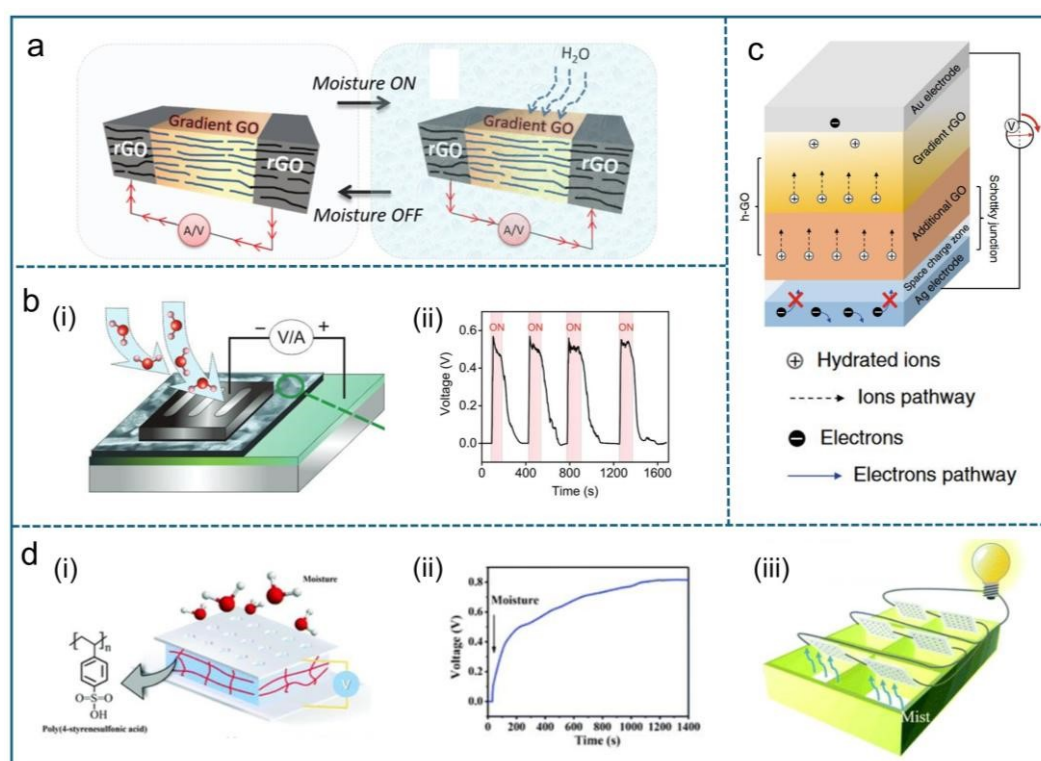 a
Moisture ON
H₂O
rGO
Gradient GO
rGO
A/V
Moisture OFF
rGO
Gradient GO
rGO
A/V
b
(i)
−
V/A
+
(ii)
Voltage (V)
0.6
0.4
0.2
0.0
ON
ON
ON
ON
0
400
800
1200
1600
Time (s)
c
Au electrode
Gradient rGO
Additional GO
Space charge zone
Ag electrode
h-GO
Schottky junction
V
Hydrated ions
Ions pathway
Electrons
Electrons pathway
d
(i)
Moisture
n
O
S
O
OH
Poly(4-styrenesulfonic acid)
V
(ii)
Voltage (V)
0.8
0.6
0.4
0.2
0.0
Moisture
0
200
400
600
800
1000
1200
1400
Time (s)
(iii)
Mist